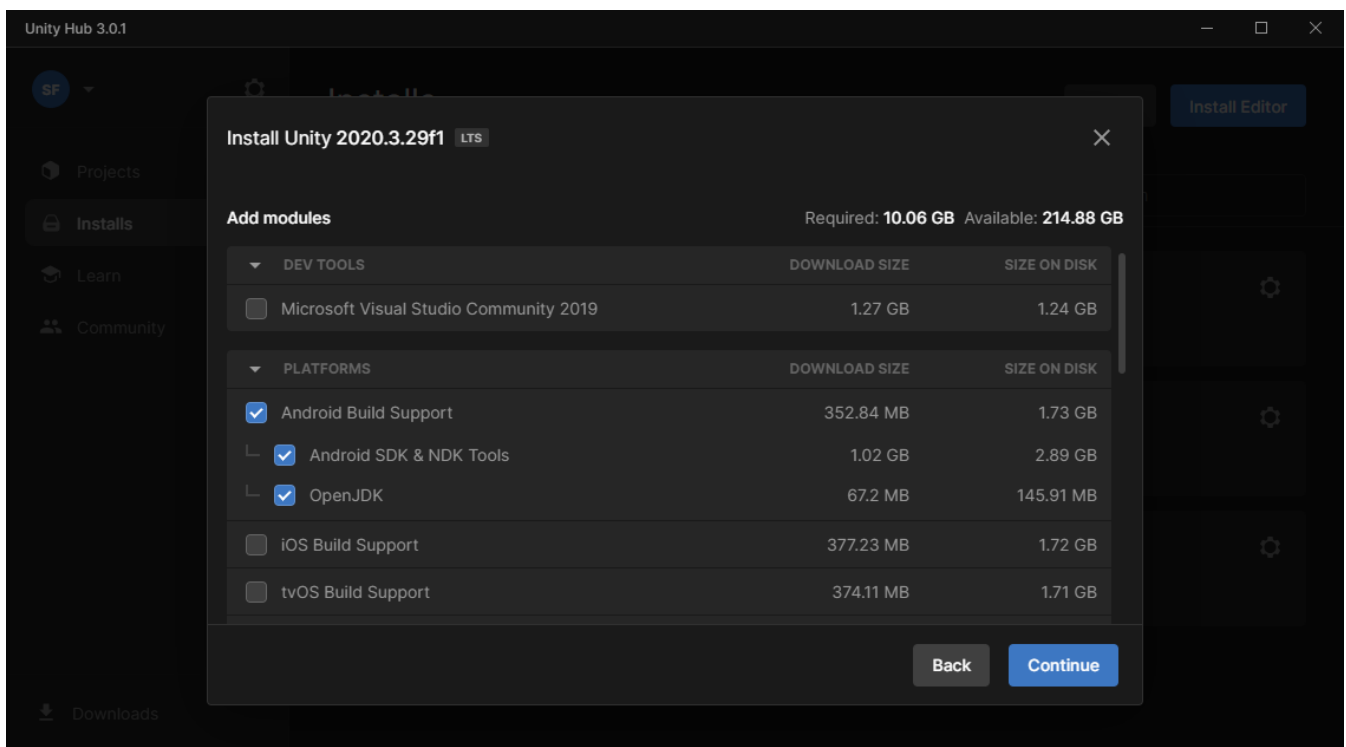 Unity Hub 3.0.1
SF
Installs
Install Editor
Install Unity 2020.3.29f1 LTS
Projects
Add modules
Required: 10.06 GB Available: 214.88 GB
Installs
DEV TOOLS DOWNLOAD SIZE SIZE ON DISK
Learn
Microsoft Visual Studio Community 2019 1.27 GB 1.24 GB
Community
PLATFORMS DOWNLOAD SIZE SIZE ON DISK
Android Build Support 352.84 MB 1.73 GB
Android SDK & NDK Tools 1.02 GB 2.89 GB
OpenJDK 67.2 MB 145.91 MB
iOS Build Support 377.23 MB 1.72 GB
tvOS Build Support 374.11 MB 1.71 GB
Back
Continue
Downloads